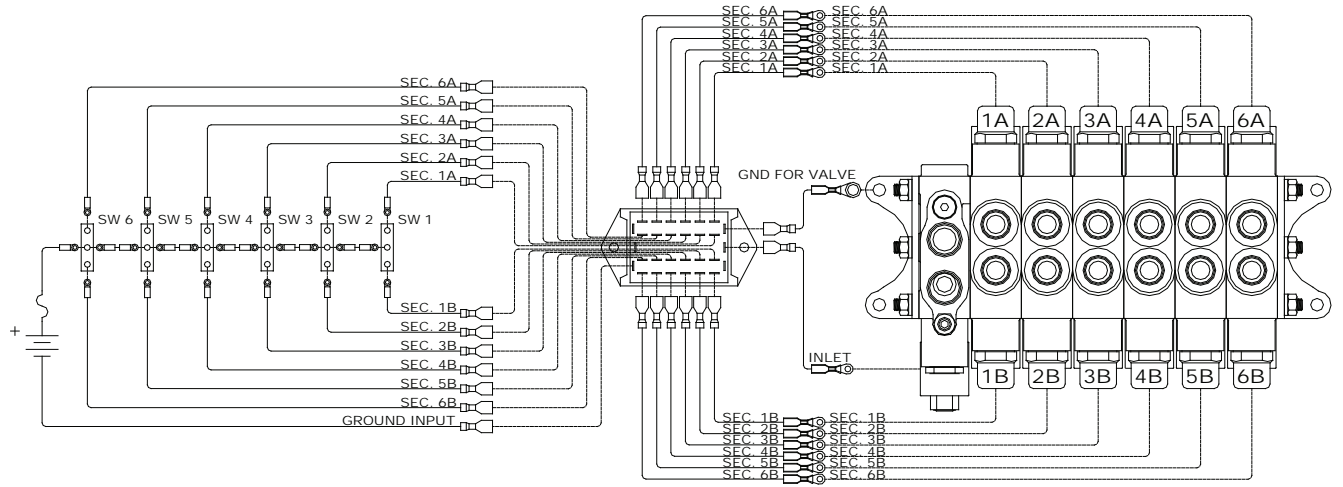 SEC. 6A SEC. 6A
SEC. 5A SEC. 5A
SEC. 4A SEC. 4A
SEC. 3A SEC. 3A
SEC. 2A SEC. 2A
SEC. 1A SEC. 1A
SEC. 6A
SEC. 5A
SEC. 4A
SEC. 3A
SEC. 2A
SEC. 1A
1A 2A 3A 4A 5A 6A
GND FOR VALVE
SW 6 SW 5 SW 4 SW 3 SW 2 SW 1
+
SEC. 1B
SEC. 2B
SEC. 3B
SEC. 4B
SEC. 5B
SEC. 6B
GROUND INPUT
INLET
1B 2B 3B 4B 5B 6B
SEC. 1B SEC. 1B
SEC. 2B SEC. 2B
SEC. 3B SEC. 3B
SEC. 4B SEC. 4B
SEC. 5B SEC. 5B
SEC. 6B SEC. 6B